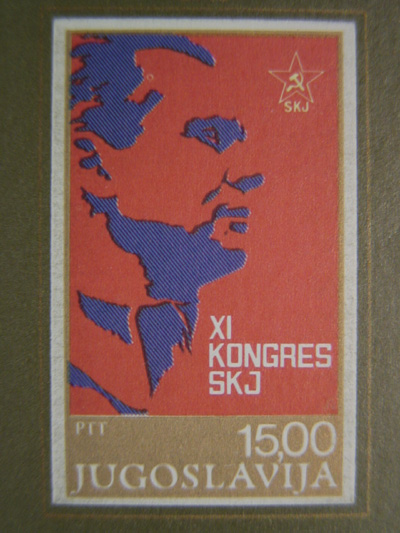 SKJ
XI
KONGRES
SKJ
PTT
15,00
JUGOSLAVIJA